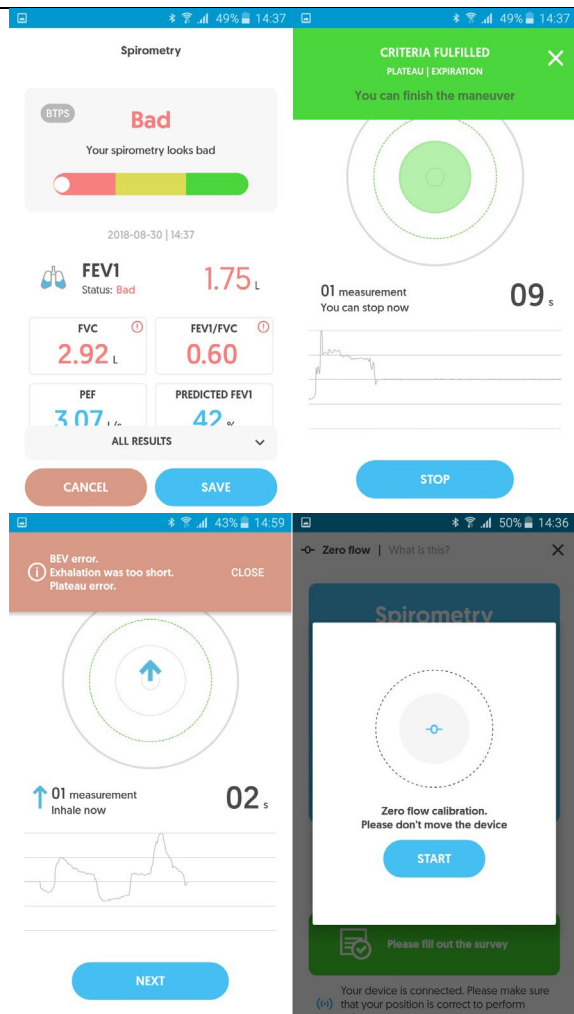 49% 14:37
Spirometry
BTPS
Bad
Your spirometry looks bad
2018-08-30 | 14:37
FEV1
Status: Bad
1.75 L
FVC
2.92 L
FEV1/FVC
0.60
PEF
3.07 L/s
PREDICTED FEV1
42 %
ALL RESULTS
CANCEL
SAVE
49% 14:37
CRITERIA FULFILLED
PLATEAU | EXPIRATION
You can finish the maneuver
01 measurement
You can stop now
09 s
STOP
43% 14:59
BEV error.
Exhalation was too short.
Plateau error.
CLOSE
01 measurement
Inhale now
02 s
NEXT
50% 14:36
Zero flow | What is this?
Spirometry
Zero flow calibration.
Please don't move the device
START
Please fill out the survey
Your device is connected. Please make sure
that your position is correct to perform